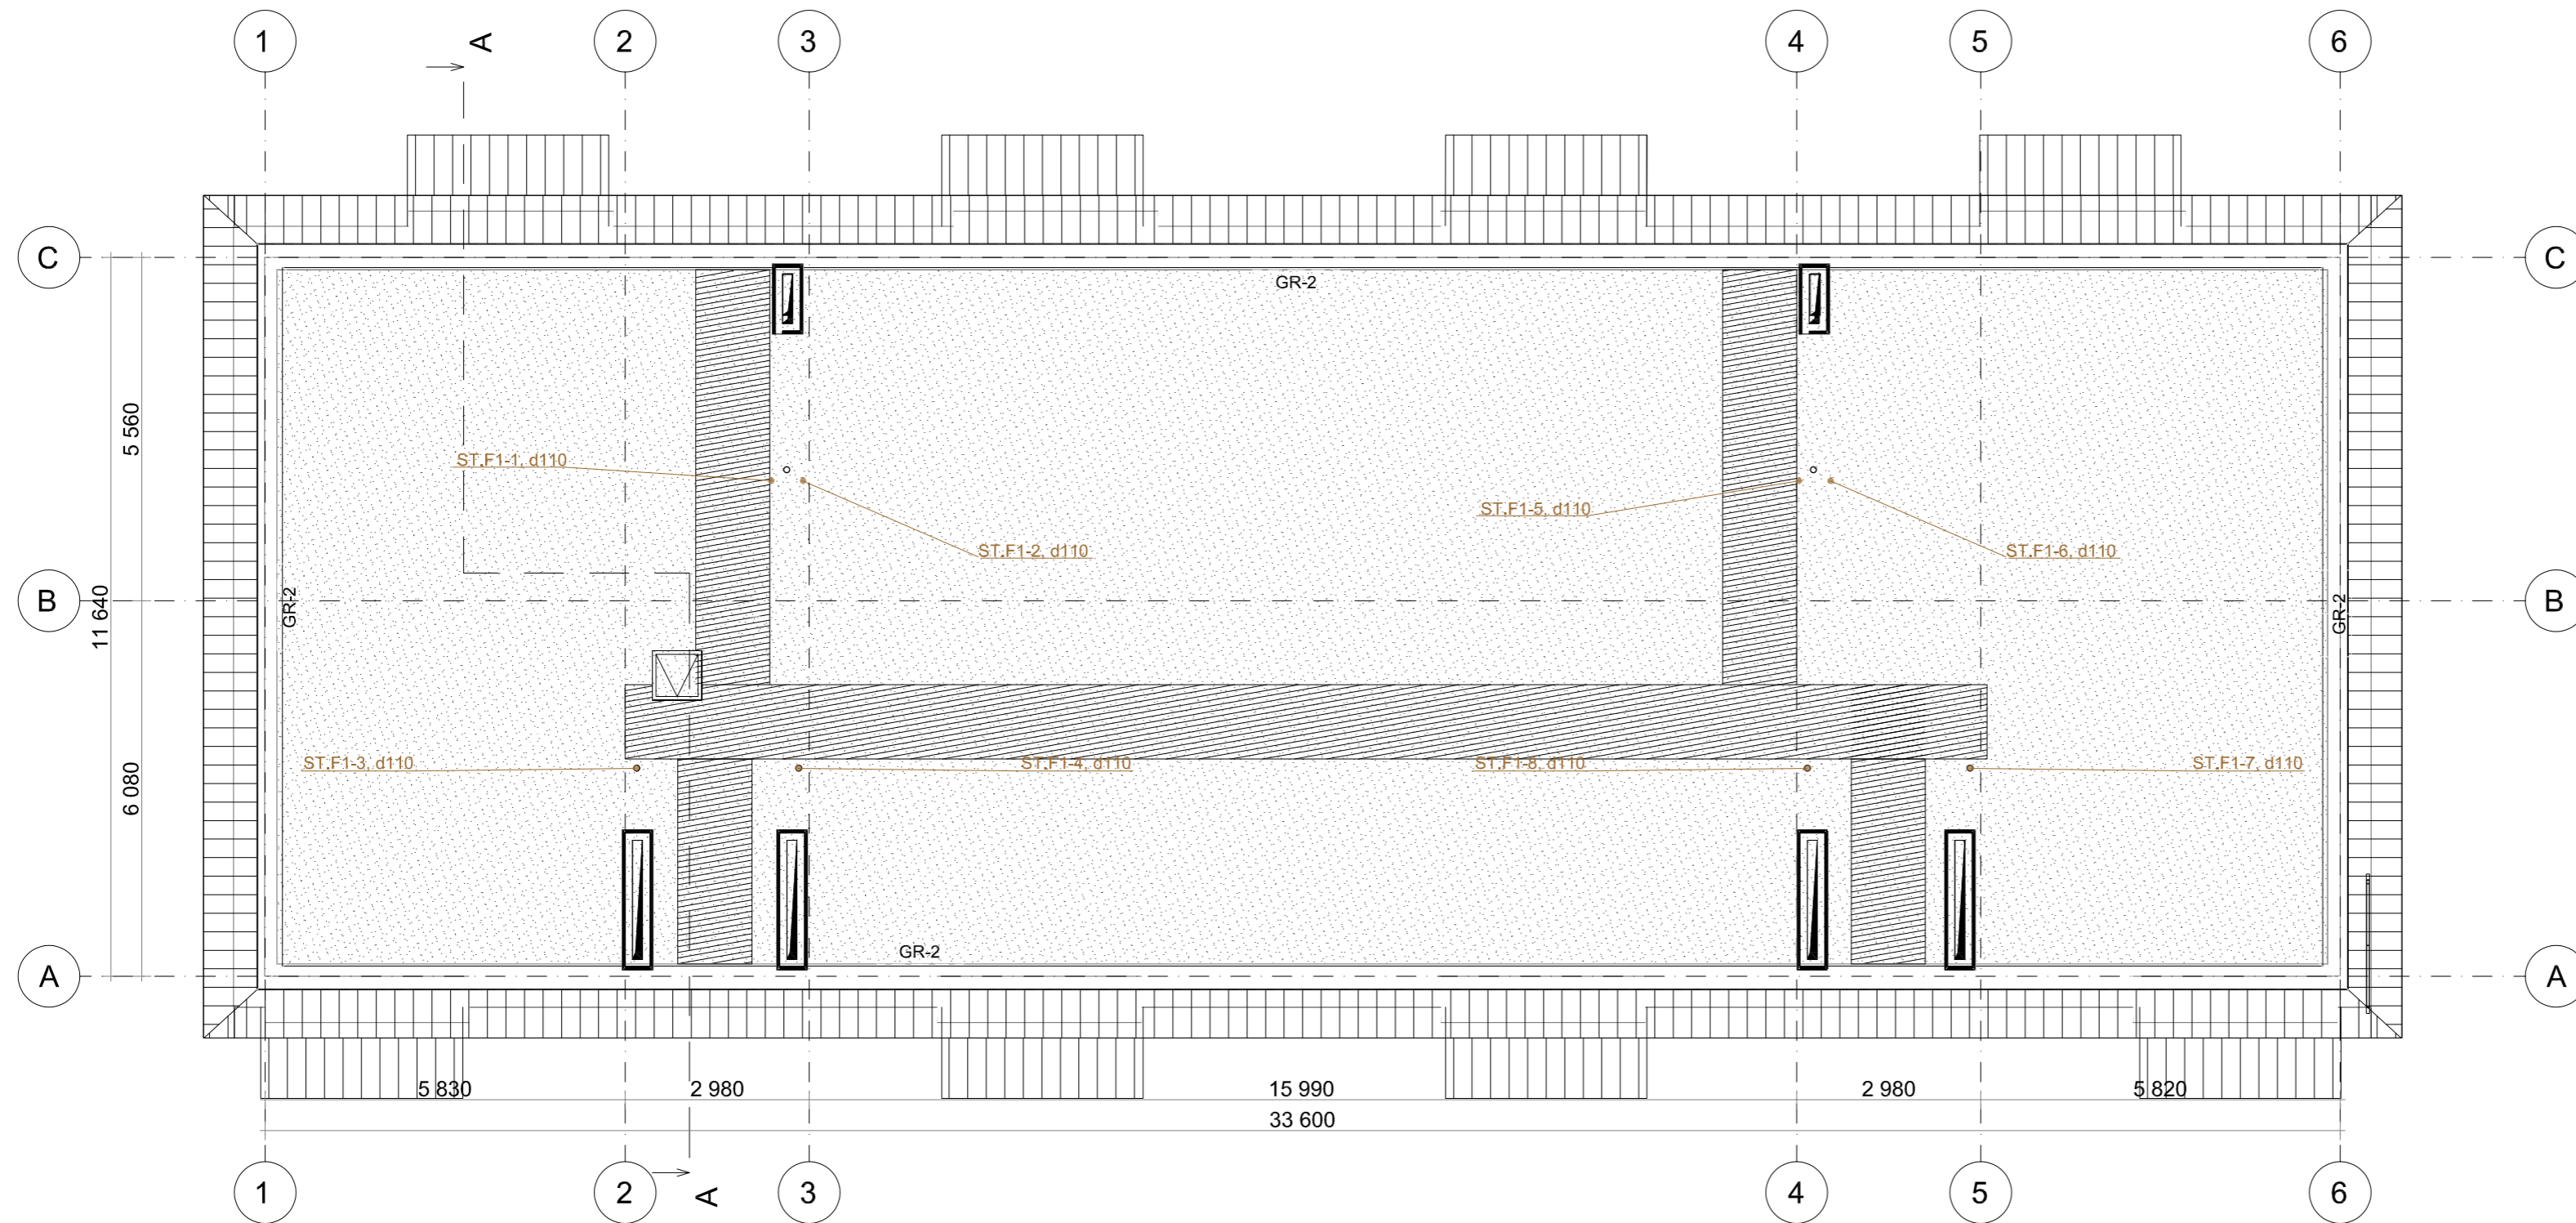 1 2 3 4 5 6
A
C C
GR-2
5 560
ST.F1-1, d110
ST.F1-5, d110
ST.F1-2, d110
ST.F1-6, d110
B B
11 640
GR-2
GR-2
6 080
ST.F1-3, d110
ST.F1-4, d110
ST.F1-8, d110
ST.F1-7, d110
GR-2
A A
5 830 2 980 15 990 2 980 5 820
33 600
1 2 3 4 5 6
A